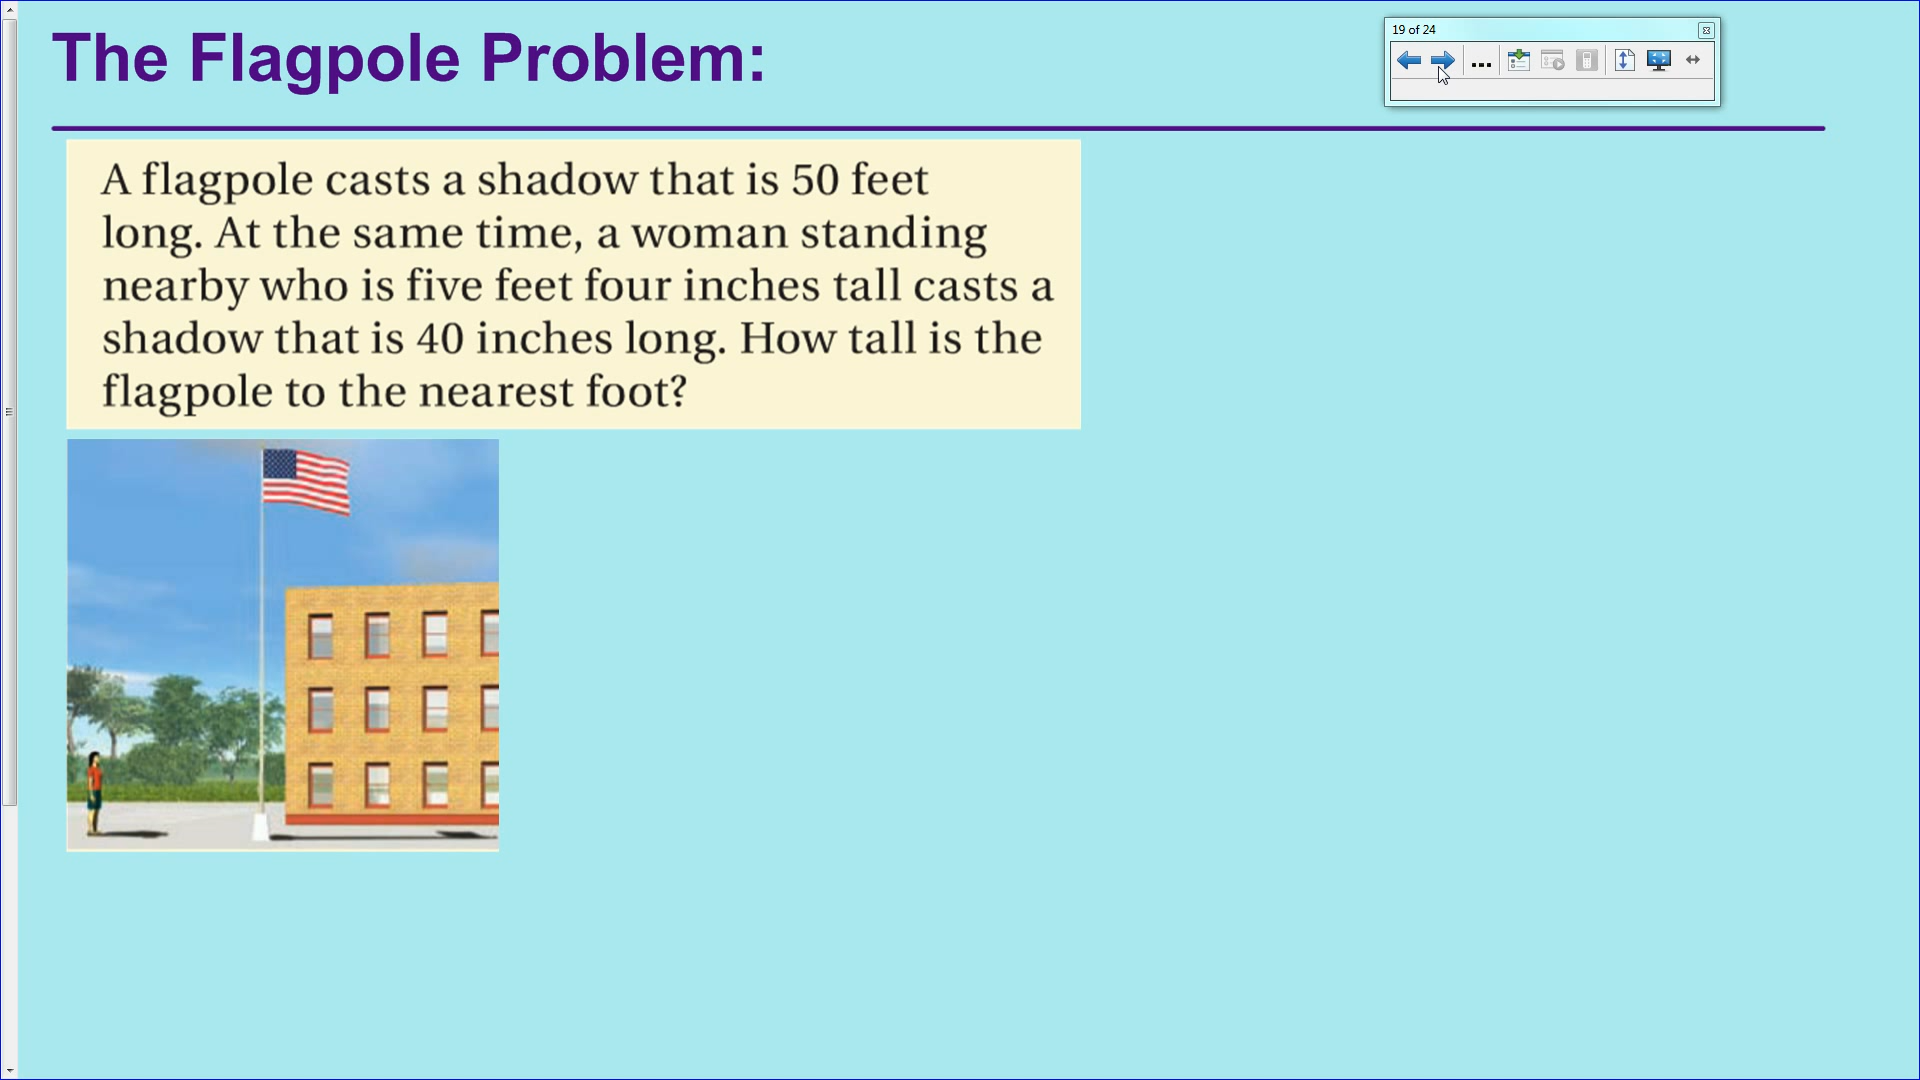 The Flagpole Problem:
19 of 24
A flagpole casts a shadow that is 50 feet
long. At the same time, a woman standing
nearby who is five feet four inches tall casts a
shadow that is 40 inches long. How tall is the
flagpole to the nearest foot?